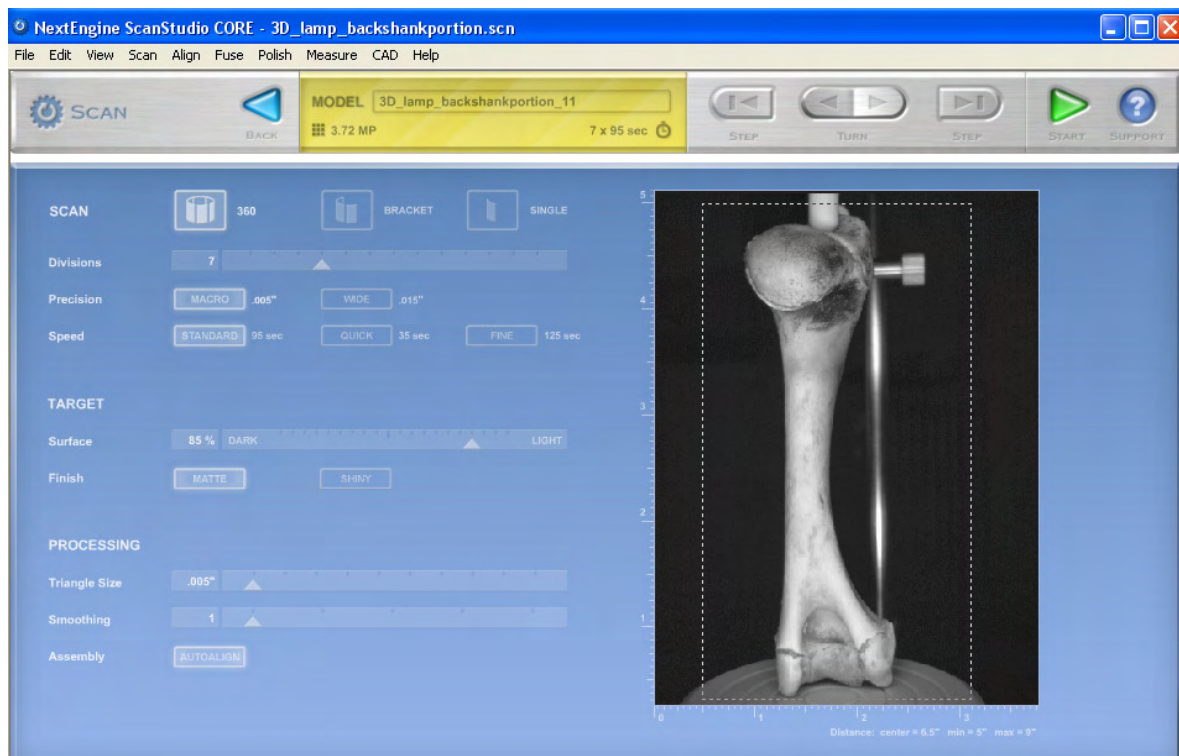 NextEngine ScanStudio CORE - 3D_lamp_backshankportion.scn
File Edit View Scan Align Fuse Polish Measure CAD Help
SCAN
BACK
MODEL 3D_lamp_backshankportion_11
3.72 MP 7 x 95 sec
STEP TURN STEP START SUPPORT
SCAN 360 BRACKET SINGLE
Divisions 7
Precision MACRO .005" WIDE .015"
Speed STANDARD 95 sec QUICK 35 sec FINE 125 sec
TARGET
Surface 85 % DARK LIGHT
Finish MATTE SHINY
PROCESSING
Triangle Size .005"
Smoothing 1
Assembly AUTOALIGN
5
4
3
2
1
0 1 2 3
Distance: center = 6.5" min = 5" max = 9"